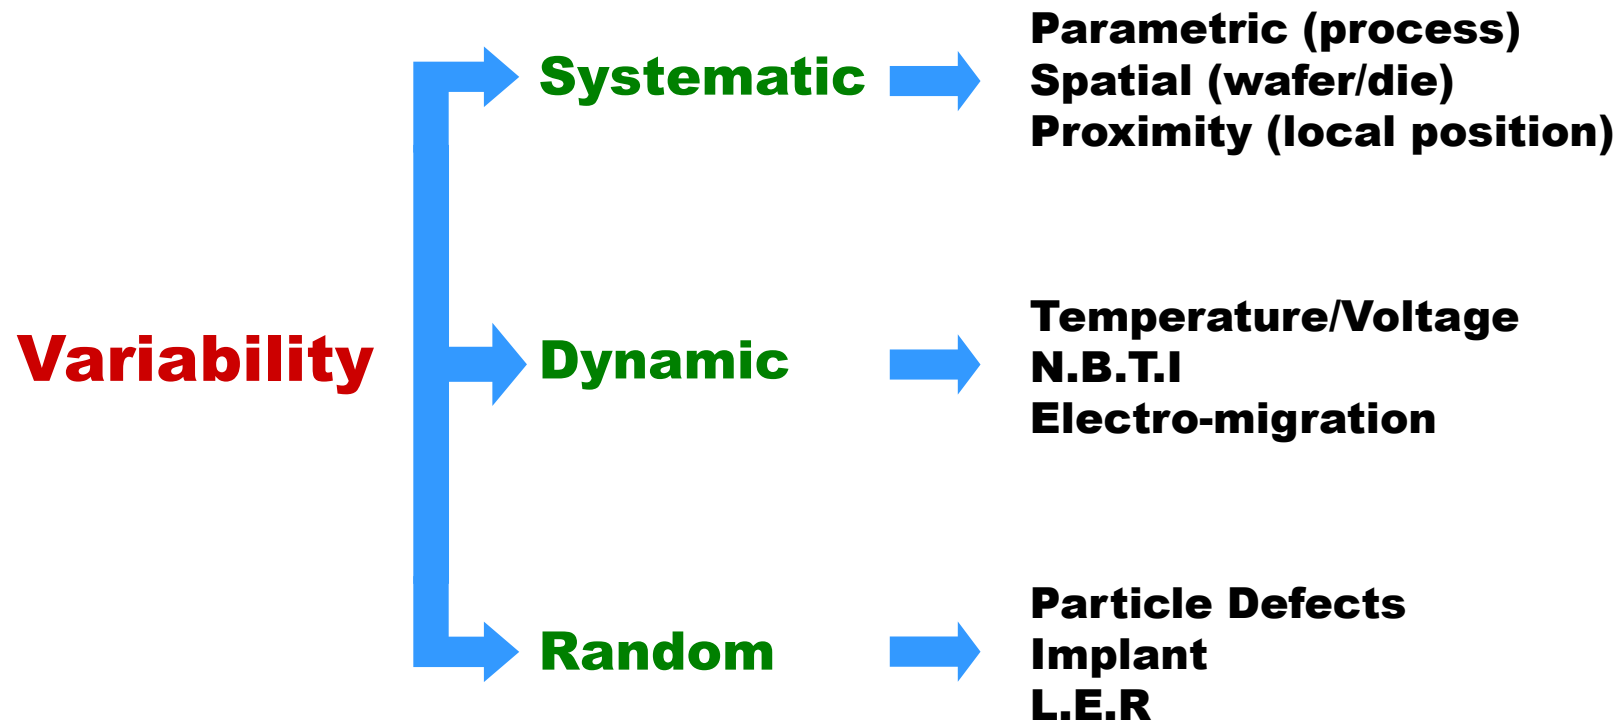 Variability
Systematic
Parametric (process)
Spatial (wafer/die)
Proximity (local position)
Dynamic
Temperature/Voltage
N.B.T.I
Electro-migration
Random
Particle Defects
Implant
L.E.R